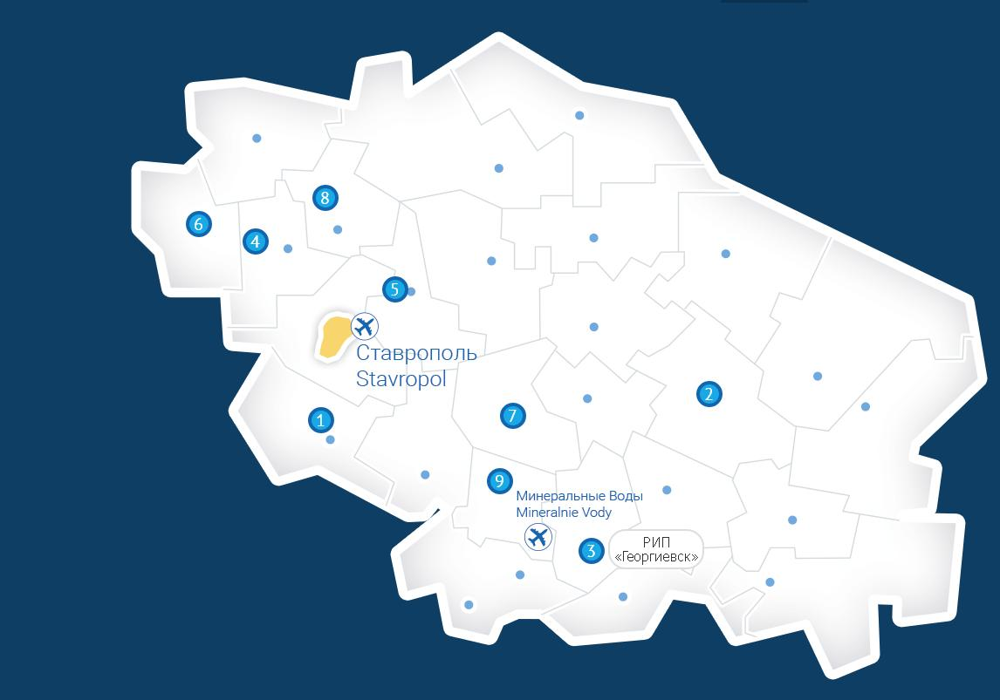 8
6
4
5
Ставрополь
Stavropol
2
7
1
9
Минеральные Воды
Mineralnie Vody
3
РИП
«Георгиевск»